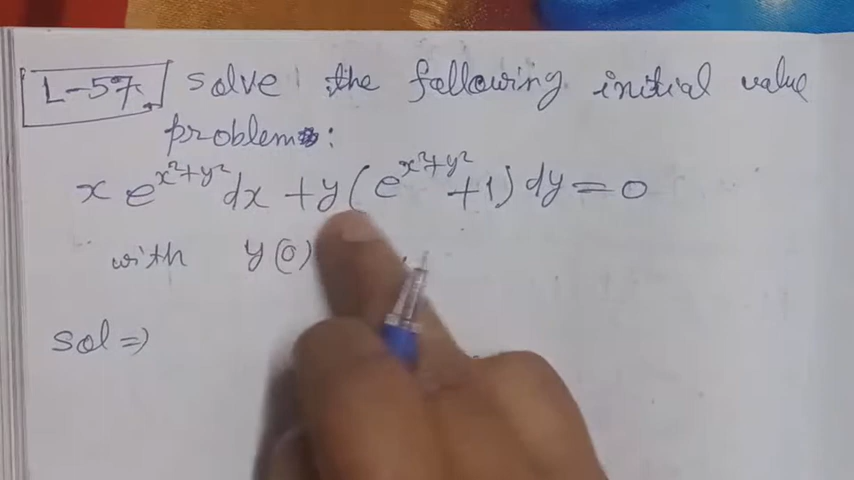 L-57. solve the following initial value
problem:
x e^{x²+y²} dx + y (e^{x²+y²} + 1) dy = 0
with y(0)
sol ⇒